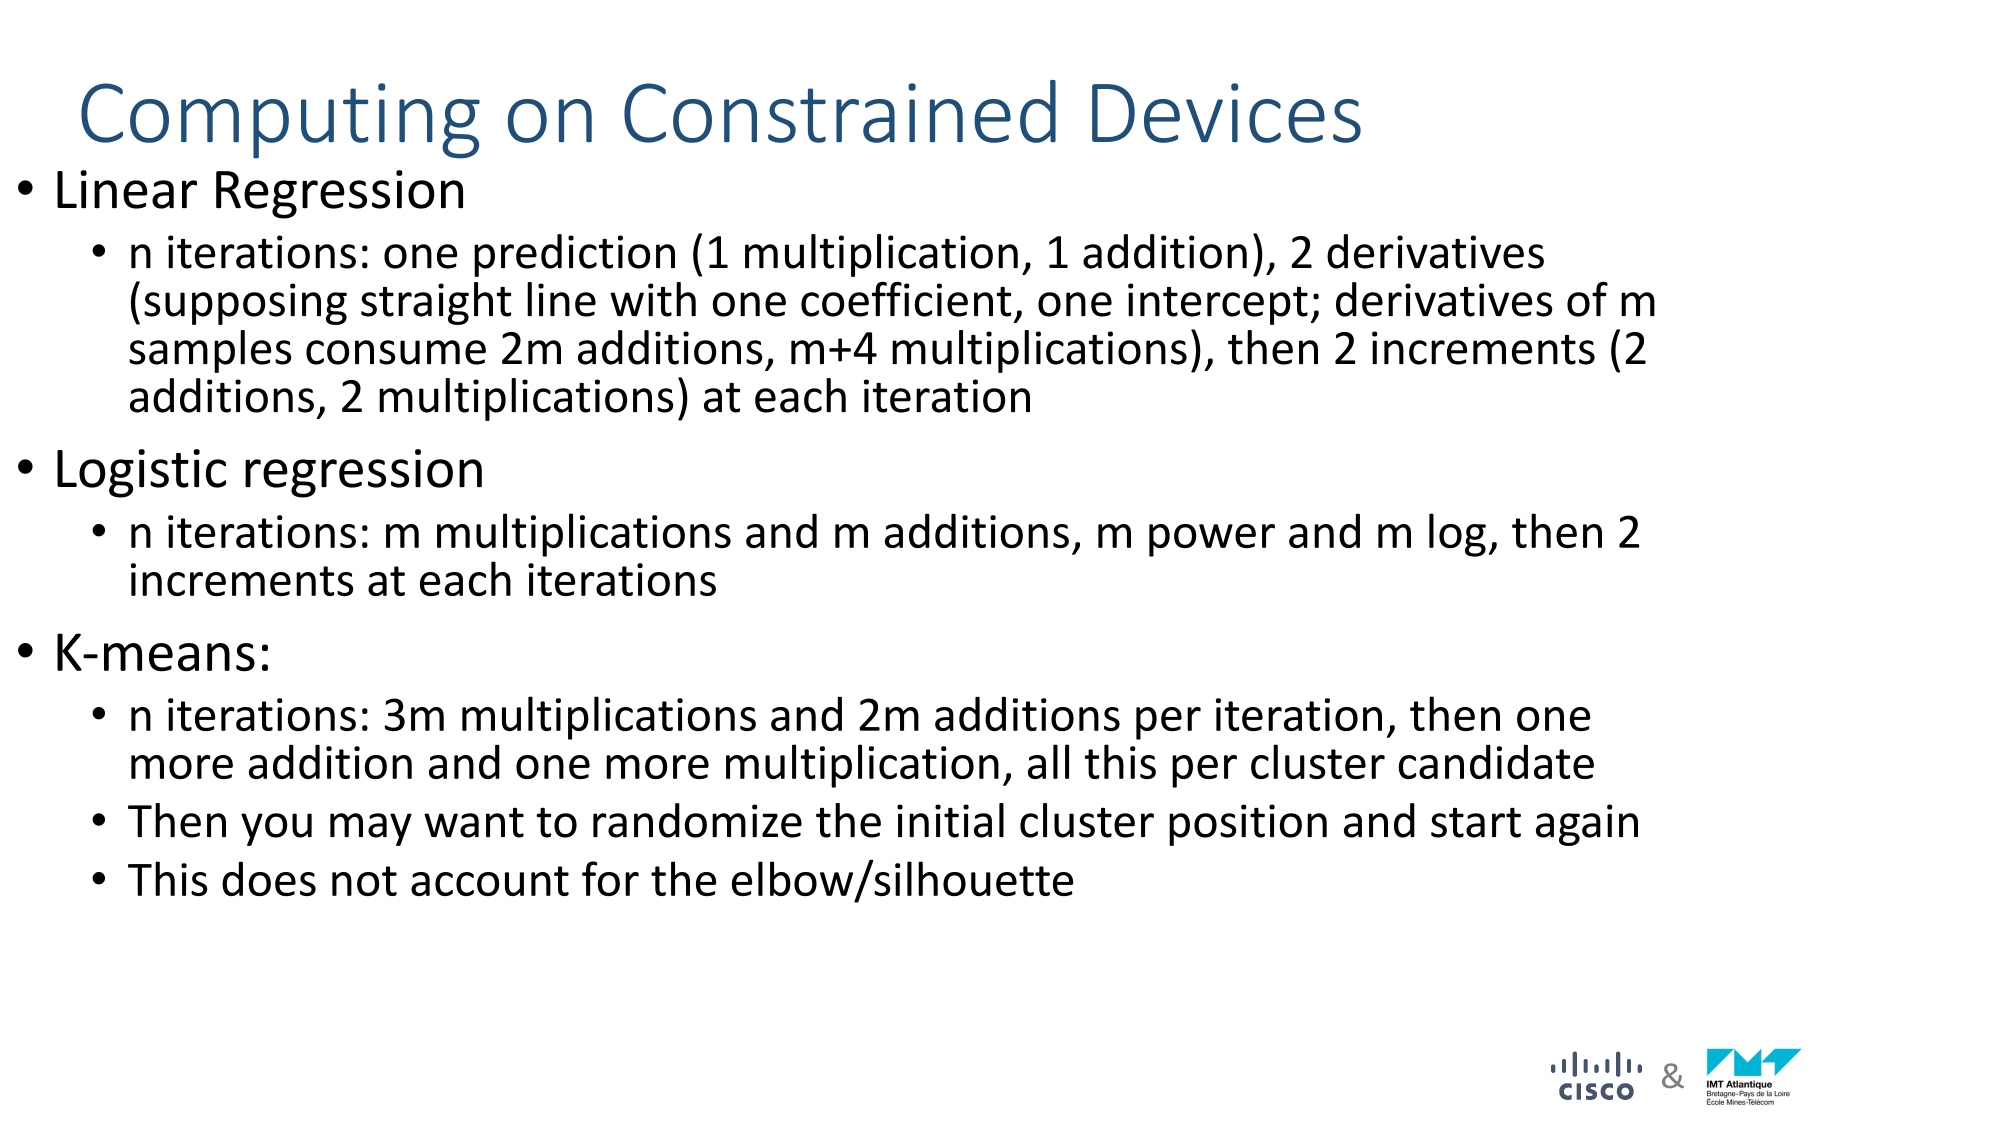 Computing on Constrained Devices
• Linear Regression
• n iterations: one prediction (1 multiplication, 1 addition), 2 derivatives
(supposing straight line with one coefficient, one intercept; derivatives of m
samples consume 2m additions, m+4 multiplications), then 2 increments (2
additions, 2 multiplications) at each iteration
• Logistic regression
• n iterations: m multiplications and m additions, m power and m log, then 2
increments at each iterations
• K-means:
• n iterations: 3m multiplications and 2m additions per iteration, then one
more addition and one more multiplication, all this per cluster candidate
• Then you may want to randomize the initial cluster position and start again
• This does not account for the elbow/silhouette
CISCO & IMT
IMT Atlantique
Bretagne-Pays de la Loire
École Mines-Télécom